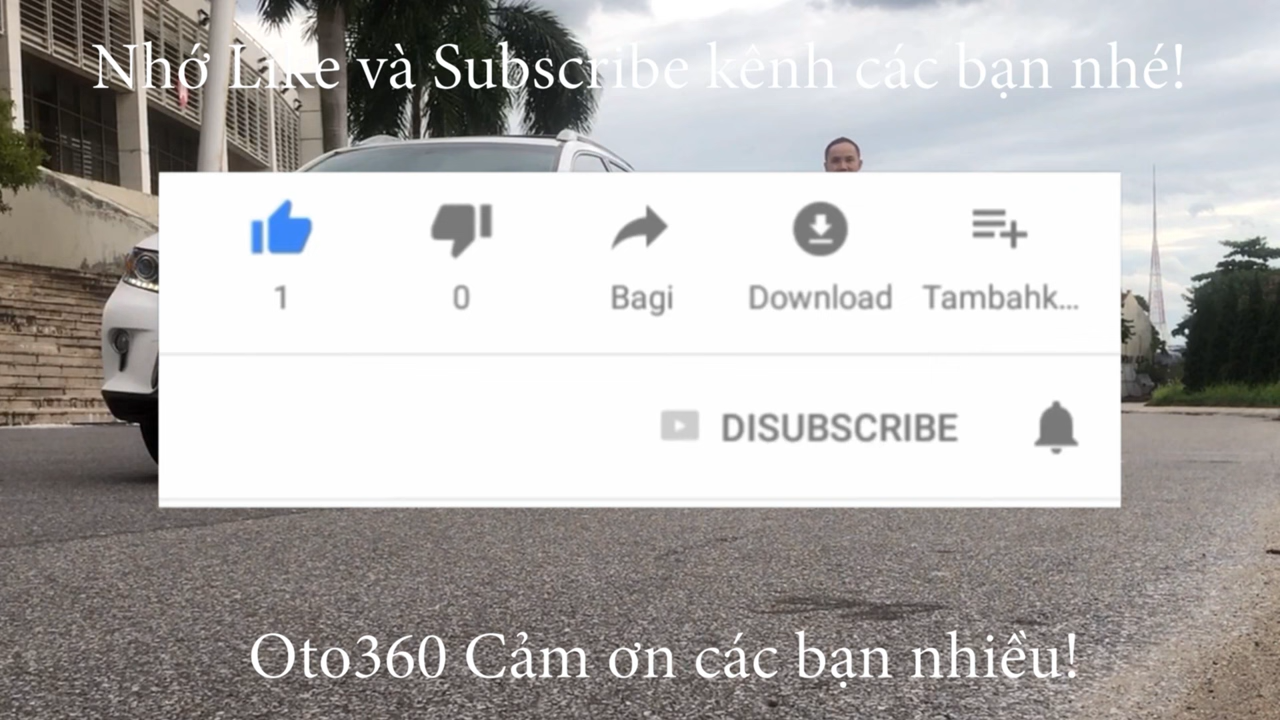 Nhớ Like và Subscribe kênh các bạn nhé!
1 0 Bagi Download Tambahk...
DISUBSCRIBE
Oto360 Cảm ơn các bạn nhiều!